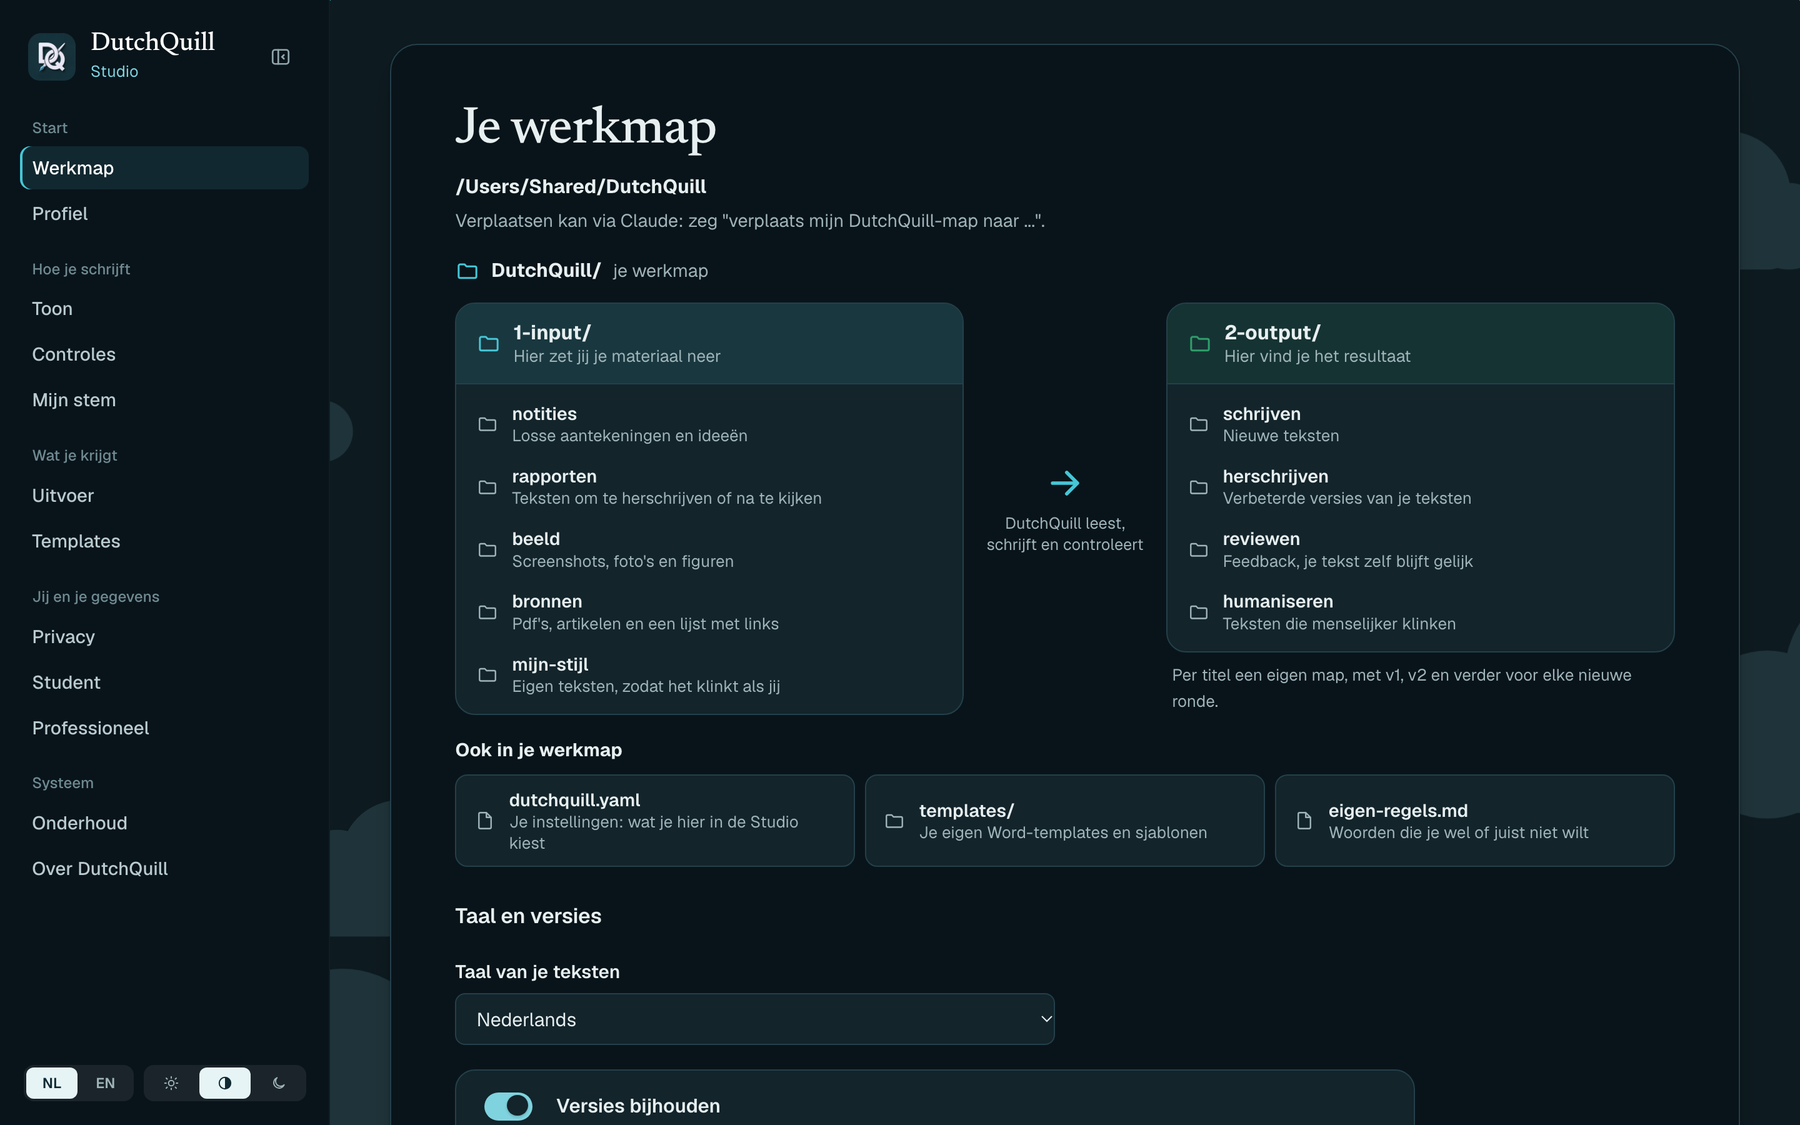 DutchQuill
Studio
Start
Werkmap
Profiel
Hoe je schrijft
Toon
Controles
Mijn stem
Wat je krijgt
Uitvoer
Templates
Jij en je gegevens
Privacy
Student
Professioneel
Systeem
Onderhoud
Over DutchQuill
NL
EN
Je werkmap
/Users/Shared/DutchQuill
Verplaatsen kan via Claude: zeg "verplaats mijn DutchQuill-map naar ...".
DutchQuill/ je werkmap
1-input/
Hier zet jij je materiaal neer
notities
Losse aantekeningen en ideeën
rapporten
Teksten om te herschrijven of na te kijken
beeld
Screenshots, foto's en figuren
bronnen
Pdf's, artikelen en een lijst met links
mijn-stijl
Eigen teksten, zodat het klinkt als jij
DutchQuill leest,
schrijft en controleert
2-output/
Hier vind je het resultaat
schrijven
Nieuwe teksten
herschrijven
Verbeterde versies van je teksten
reviewen
Feedback, je tekst zelf blijft gelijk
humaniseren
Teksten die menselijker klinken
Per titel een eigen map, met v1, v2 en verder voor elke nieuwe
ronde.
Ook in je werkmap
dutchquill.yaml
Je instellingen: wat je hier in de Studio
kiest
templates/
Je eigen Word-templates en sjablonen
eigen-regels.md
Woorden die je wel of juist niet wilt
Taal en versies
Taal van je teksten
Nederlands
Versies bijhouden